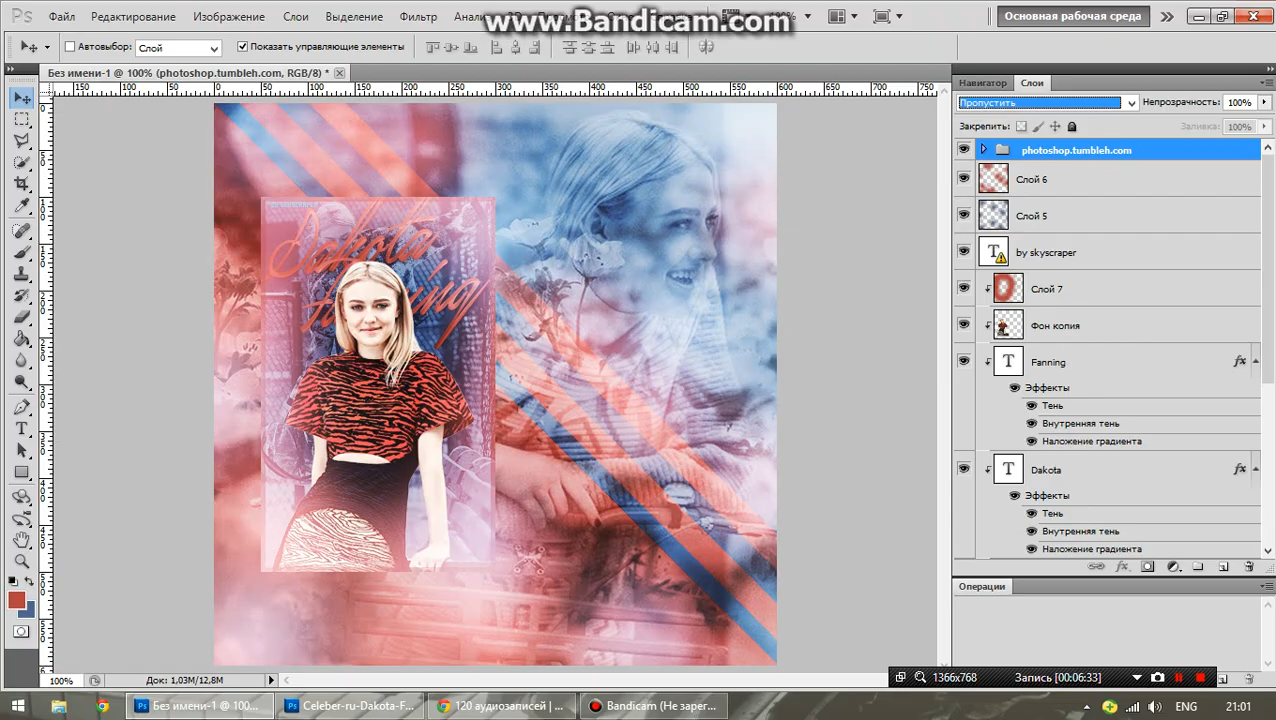 www.Bandicam.com
Файл Редактирование Изображение Слои Выделение Фильтр Основная рабочая среда
Автовыбор: Слой Показать управляющие элементы
Без имени-1 @ 100% (photoshop.tumbleh.com, RGB/8) *
Навигатор Слои
Пропустить Непрозрачность: 100%
Закрепить: Заливка: 100%
photoshop.tumbleh.com
Слой 6
Слой 5
by skyscraper
Слой 7
Фон копия
Fanning
Эффекты
Тень
Внутренняя тень
Наложение градиента
Dakota
Эффекты
Тень
Внутренняя тень
Наложение градиента
Операции
Dakota
100% Док: 1,03M/12,8M
1366x768 Запись [00:06:33]
Без имени-1 @ 100... Celeber-ru-Dakota-F... 120 аудиозаписей | ... Bandicam (Не зарег... ENG 21:01